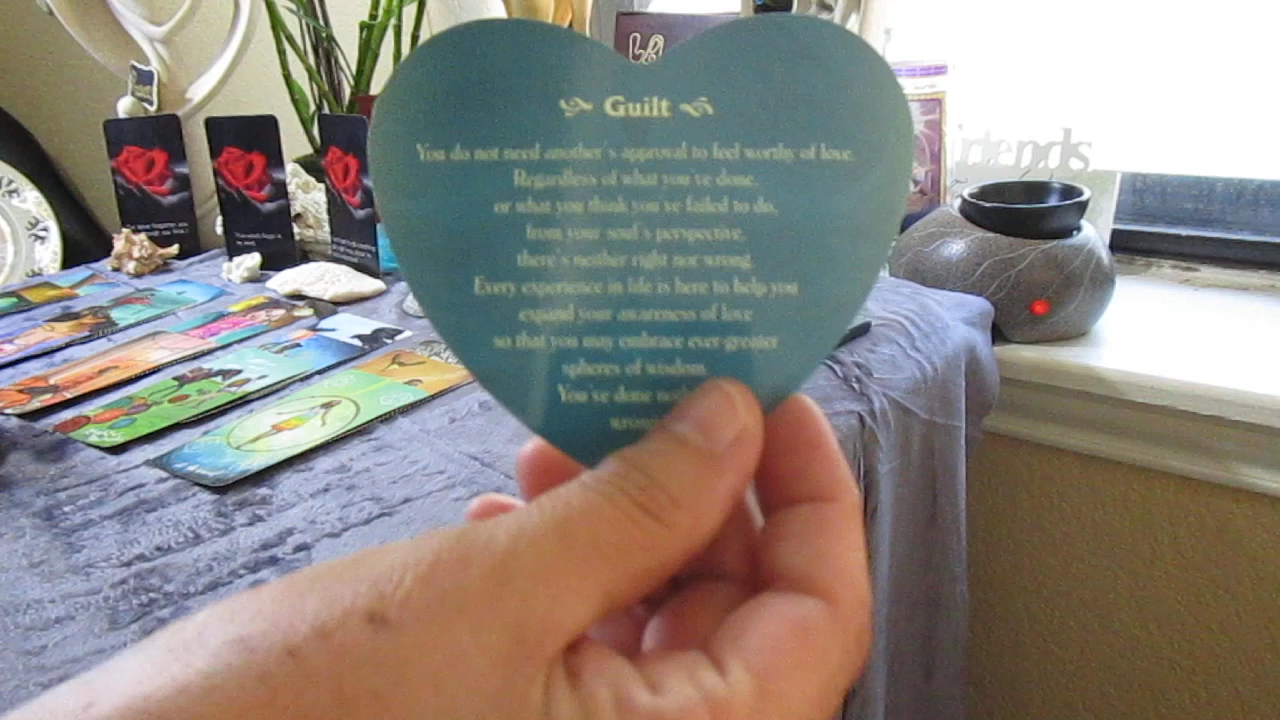 Guilt
You do not need another's approval to feel worthy of love.
Regardless of what you've done,
or what you think you've failed to do,
from your soul's perspective,
there's neither right nor wrong.
Every experience in life is here to help you
expand your awareness of love
so that you may embrace ever-greater
spheres of wisdom.
You've done
friends